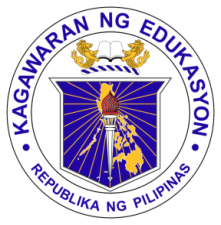 KAGAWARAN NG EDUKASYON
REPUBLIKA NG PILIPINAS